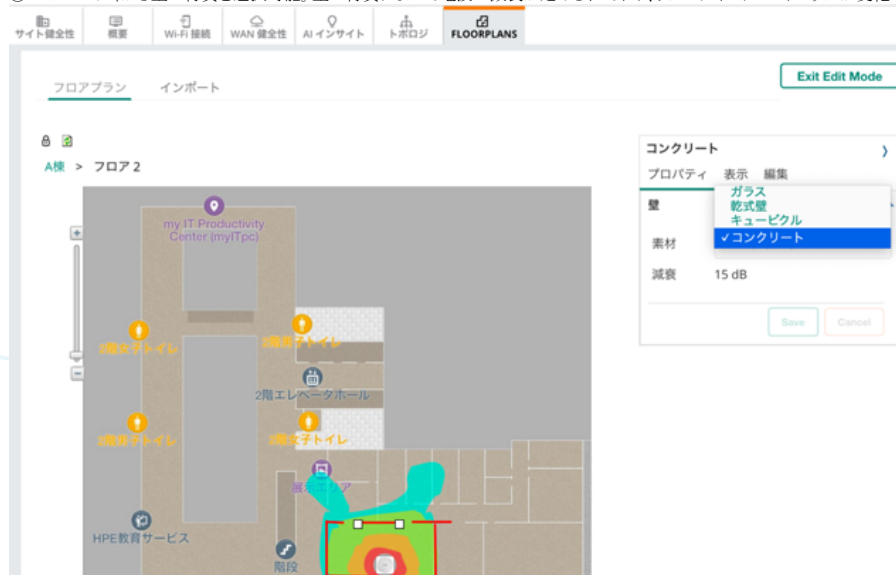 サイト健全性
概要
Wi-Fi 接続
WAN 健全性
AI インサイト
トポロジ
FLOORPLANS
フロアプラン
インポート
Exit Edit Mode
A棟 > フロア 2
コンクリート
プロパティ 表示 編集
壁
ガラス
乾式壁
キュービクル
✓コンクリート
素材
減衰 15 dB
Save Cancel
my IT Productivity
Center (myITpc)
2階女子トイレ
2階男子トイレ
2階エレベータホール
2階男子トイレ
2階女子トイレ
展示エリア
HPE教育サービス
階段